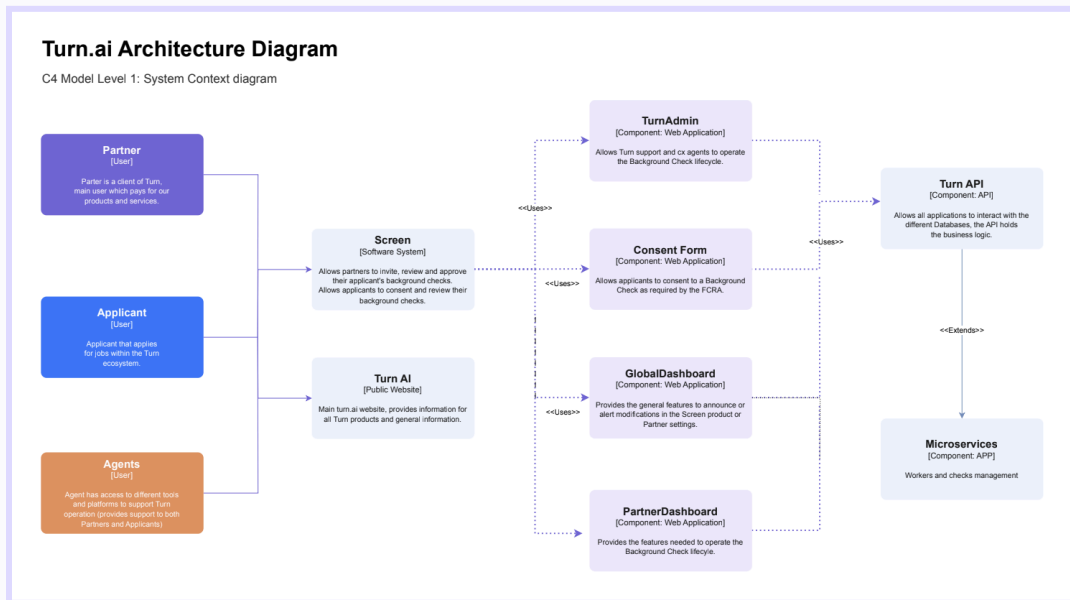 Turn.ai Architecture Diagram
C4 Model Level 1: System Context diagram
Partner
[User]
Parter is a client of Turn,
main user which pays for our
products and services.
Applicant
[User]
Applicant that applies
for jobs within the Turn
ecosystem.
Agents
[User]
Agent has access to different tools
and platforms to support Turn
operation (provides support to both
Partners and Applicants)
Screen
[Software System]
Allows partners to invite, review and approve
their applicant's background checks.
Allows applicants to consent and review their
background checks.
Turn AI
[Public Website]
Main turn.ai website, provides information for
all Turn products and general information.
<<Uses>>
<<Uses>>
<<Uses>>
TurnAdmin
[Component: Web Application]
Allows Turn support and cx agents to operate
the Background Check lifecycle.
Consent Form
[Component: Web Application]
Allows applicants to consent to a Background
Check as required by the FCRA.
GlobalDashboard
[Component: Web Application]
Provides the general features to announce or
alert modifications in the Screen product or
Partner settings.
PartnerDashboard
[Component: Web Application]
Provides the features needed to operate the
Background Check lifecyle.
<<Uses>>
Turn API
[Component: API]
Allows all applications to interact with the
different Databases, the API holds
the business logic.
<<Extends>>
Microservices
[Component: APP]
Workers and checks management